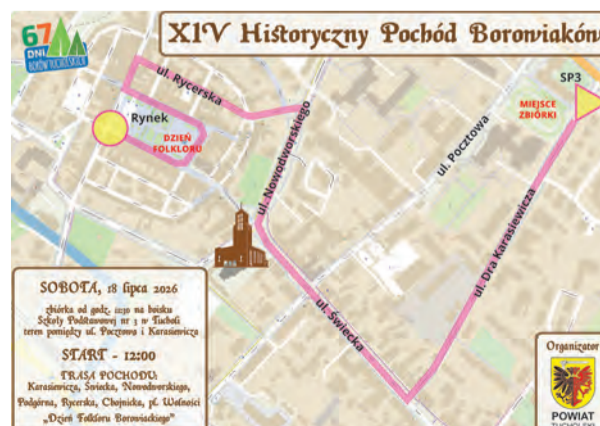 67
DNI
BORÓW TUCHOLSKICH
XIV Historyczny Pochód Borowiaków
SP3
MIEJSCE
ZBIÓRKI
ul. Rycerska
Rynek
DZIEŃ
FOLKLORU
ul. Nowodworskiego
ul. Pocztowa
ul. Dra Karasiewicza
ul. Świecka
SOBOTA, 18 lipca 2026
zbiórka od godz. 11:30 na boisku
Szkoły Podstawowej nr 3 w Tucholi
teren pomiędzy ul. Pocztową i Karasiewicza
START - 12:00
TRASA POCHODU:
Karasiewicza, Świecka, Nowodworskiego,
Podgórna, Rycerska, Chojnicka, pl. Wolności
„Dzień Folkloru Borowiackiego"
Organizator
POWIAT
TUCHOLSKI